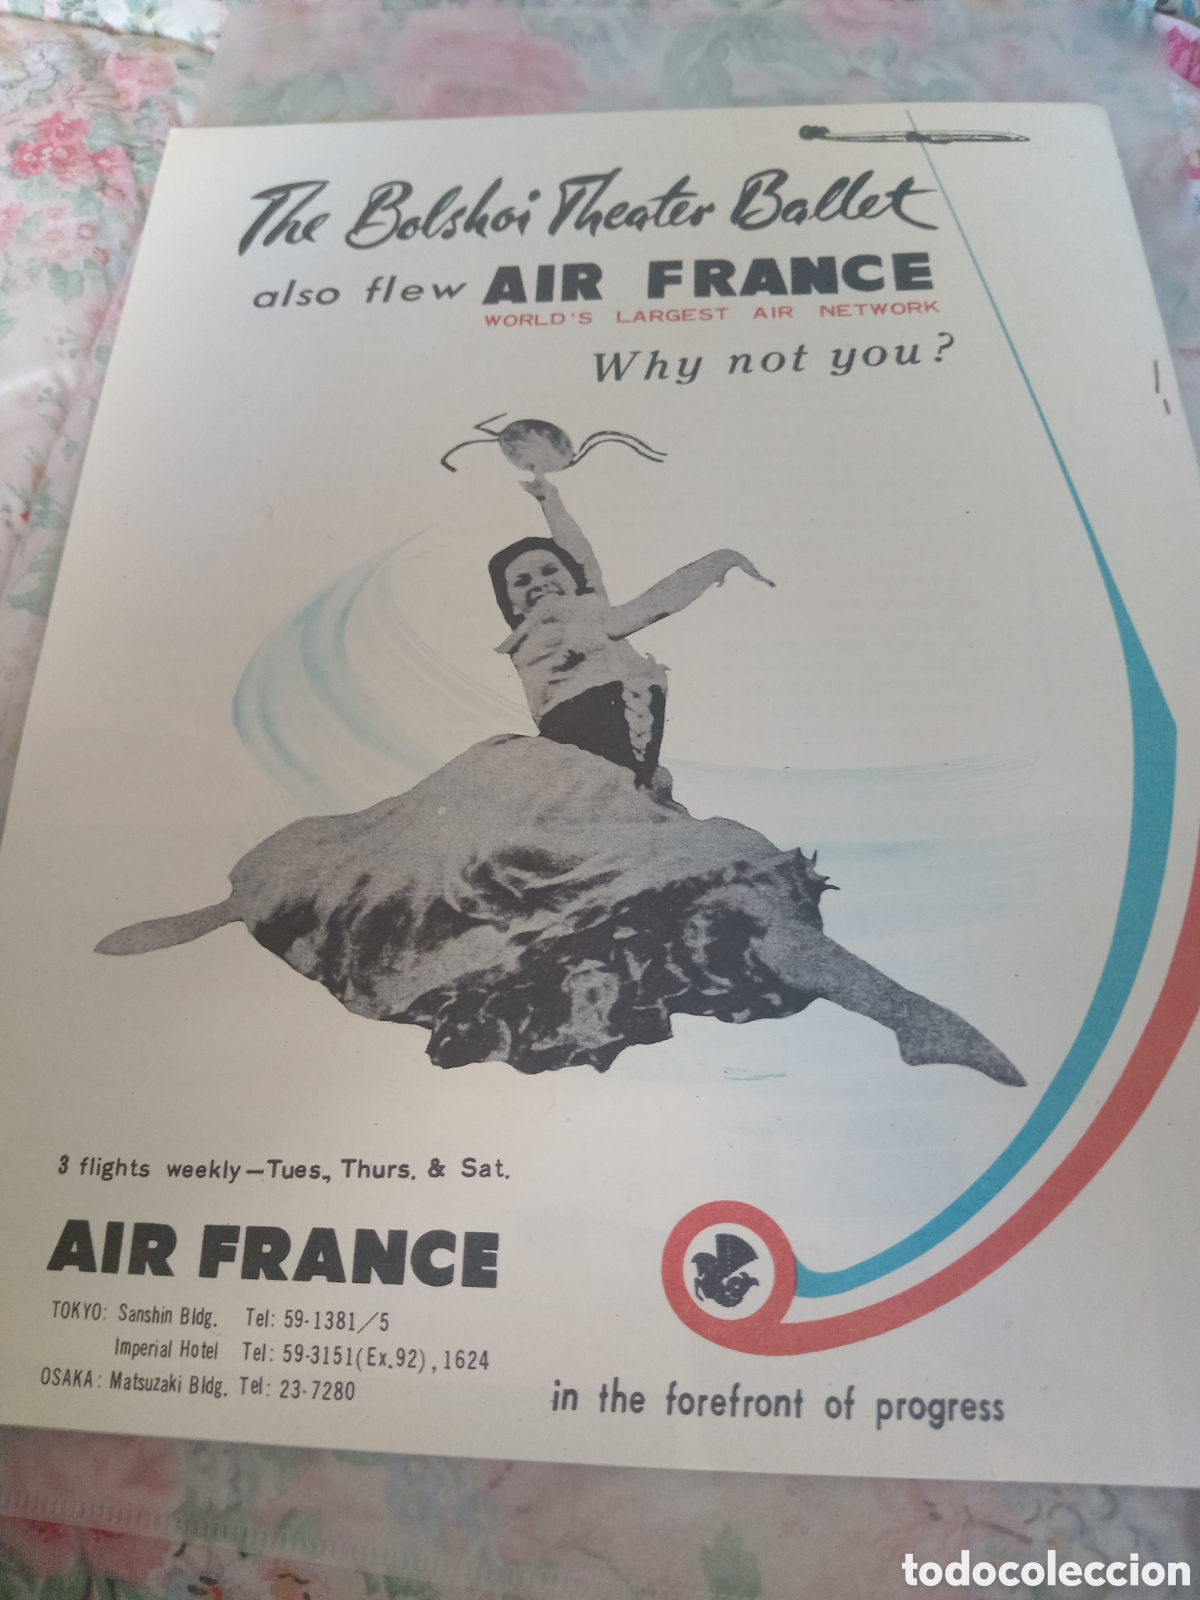 The Bolshoi Theater Ballet
also flew AIR FRANCE
WORLD'S LARGEST AIR NETWORK
Why not you?
3 flights weekly—Tues., Thurs. & Sat.
AIR FRANCE
TOKYO: Sanshin Bldg. Tel: 59-1381/5
Imperial Hotel Tel: 59-3151(Ex.92), 1624
OSAKA: Matsuzaki Bldg. Tel: 23-7280
in the forefront of progress
todocoleccion